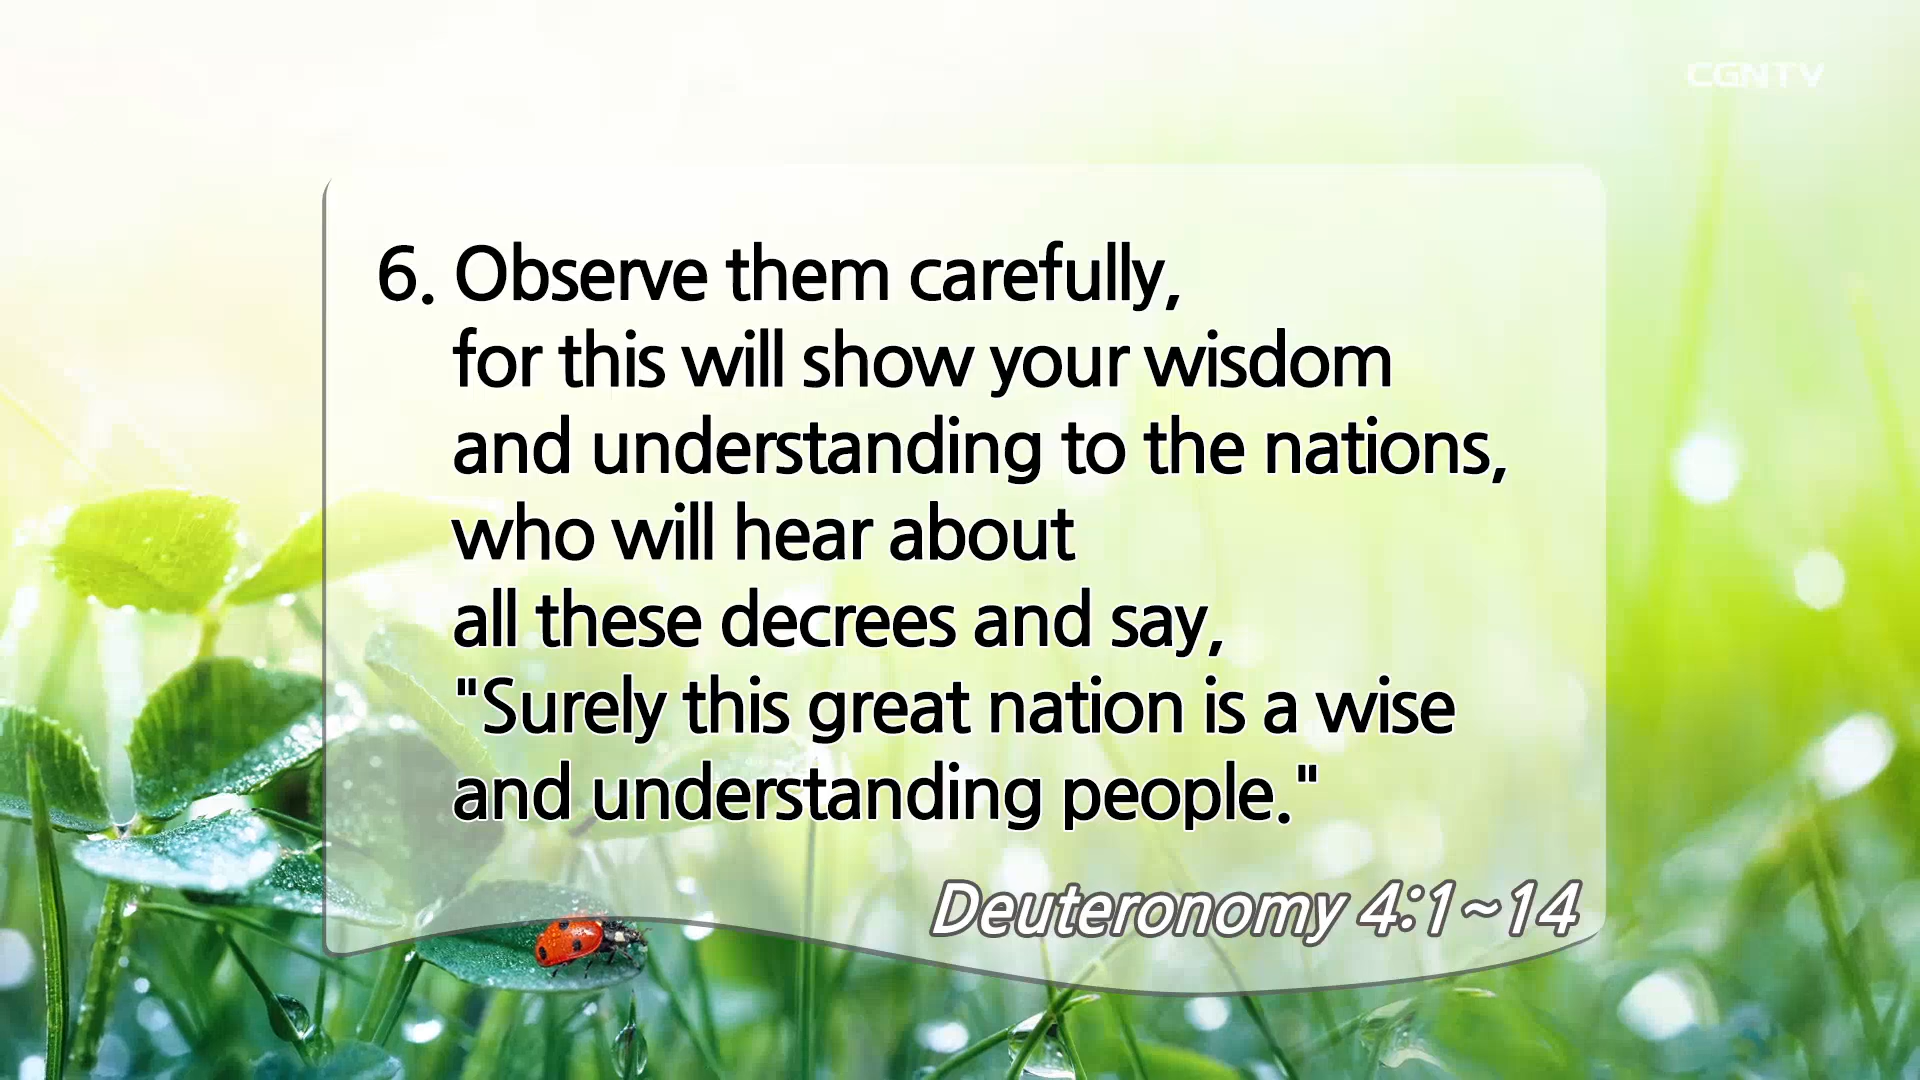 CGNTV
6. Observe them carefully,
for this will show your wisdom
and understanding to the nations,
who will hear about
all these decrees and say,
"Surely this great nation is a wise
and understanding people."
Deuteronomy 4:1~14